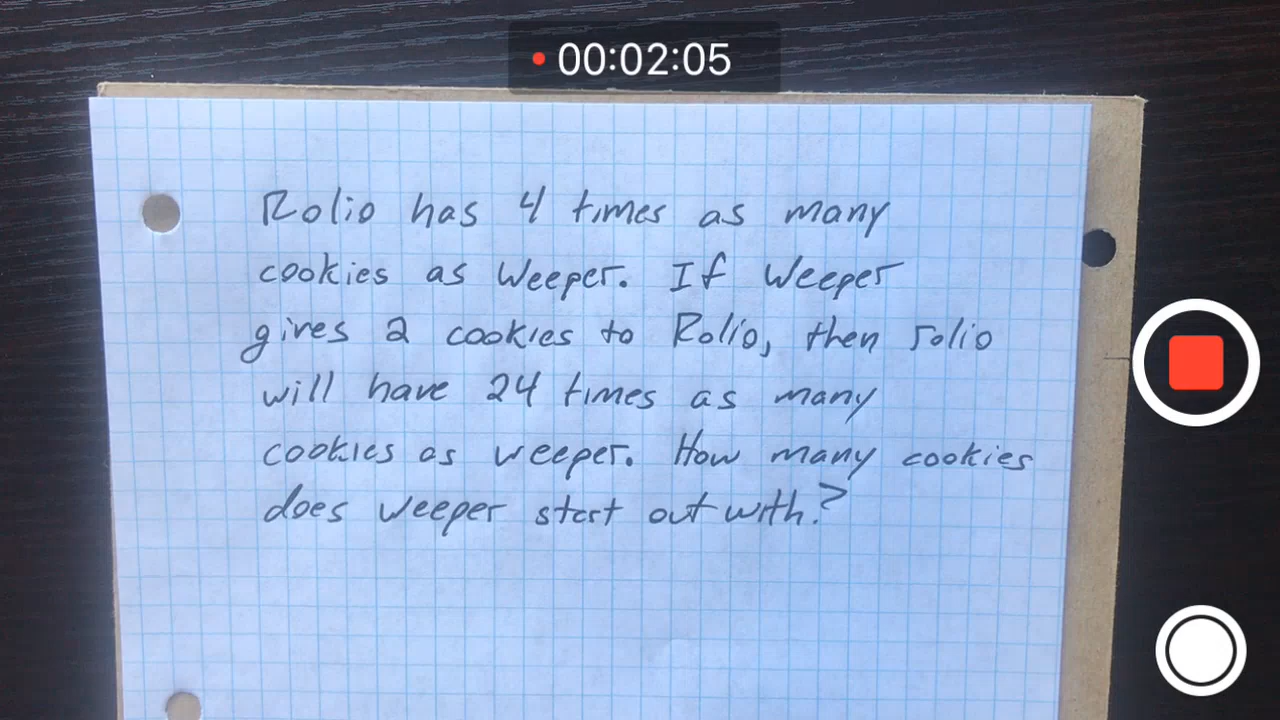 00:02:05
Rolio has 4 times as many
cookies as Weeper. If Weeper
gives 2 cookies to Rolio, then rolio
will have 24 times as many
cookies as weeper. How many cookies
does weeper start out with?